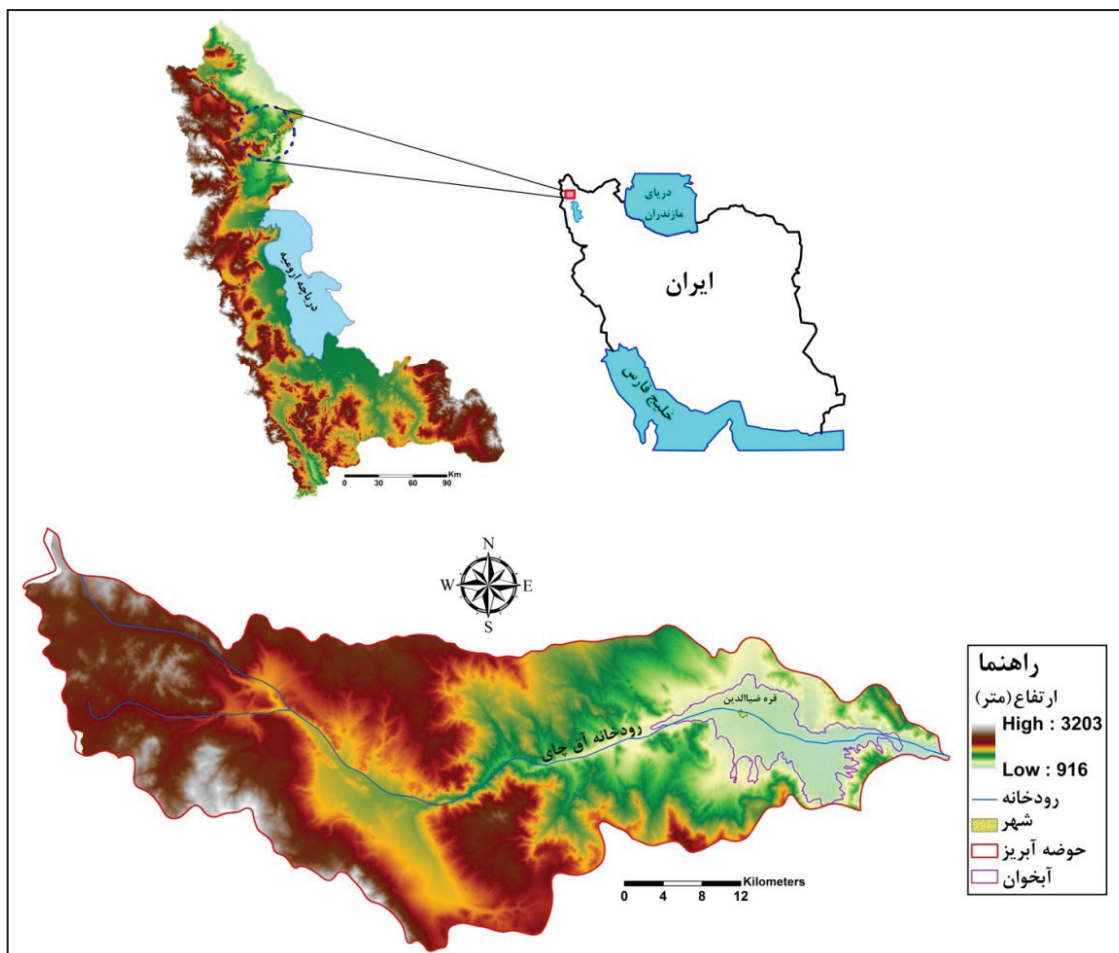 دریای
مازندران
ایران
خلیج فارس
دریاچه ارومیه
Km
0 30 60 90
N
W E
S
قره ضیاالدین
رودخانه آق چای
Kilometers
0 4 8 12
راهنما
ارتفاع (متر)
High : 3203
Low : 916
رودخانه
شهر
حوضه آبریز
آبخوان